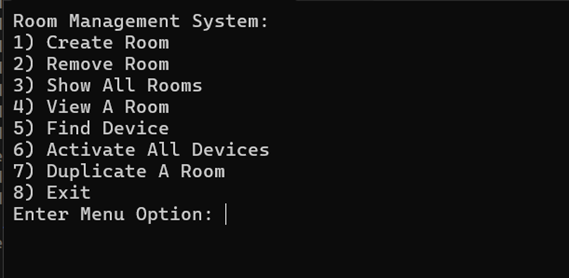 Room Management System:
1) Create Room
2) Remove Room
3) Show All Rooms
4) View A Room
5) Find Device
6) Activate All Devices
7) Duplicate A Room
8) Exit
Enter Menu Option: